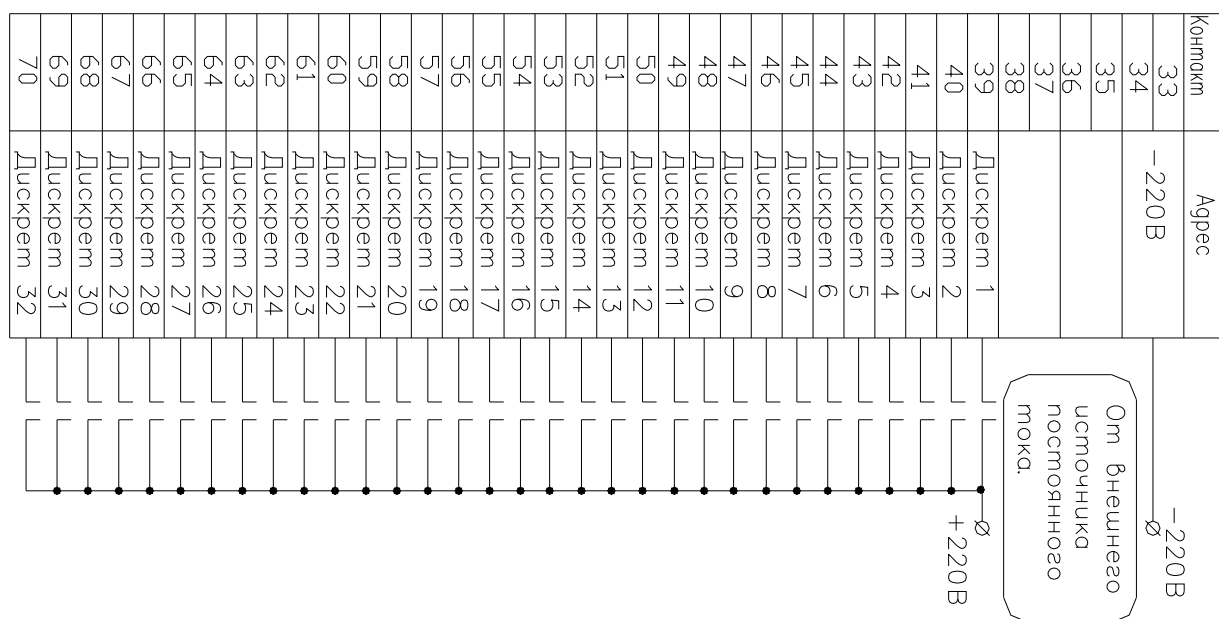 Контакт Адрес
33
34 -220В
-220В
35
36
37
38
От внешнего
источника
постоянного
тока.
39 Дискрет 1
+220В
40 Дискрет 2
41 Дискрет 3
42 Дискрет 4
43 Дискрет 5
44 Дискрет 6
45 Дискрет 7
46 Дискрет 8
47 Дискрет 9
48 Дискрет 10
49 Дискрет 11
50 Дискрет 12
51 Дискрет 13
52 Дискрет 14
53 Дискрет 15
54 Дискрет 16
55 Дискрет 17
56 Дискрет 18
57 Дискрет 19
58 Дискрет 20
59 Дискрет 21
60 Дискрет 22
61 Дискрет 23
62 Дискрет 24
63 Дискрет 25
64 Дискрет 26
65 Дискрет 27
66 Дискрет 28
67 Дискрет 29
68 Дискрет 30
69 Дискрет 31
70 Дискрет 32